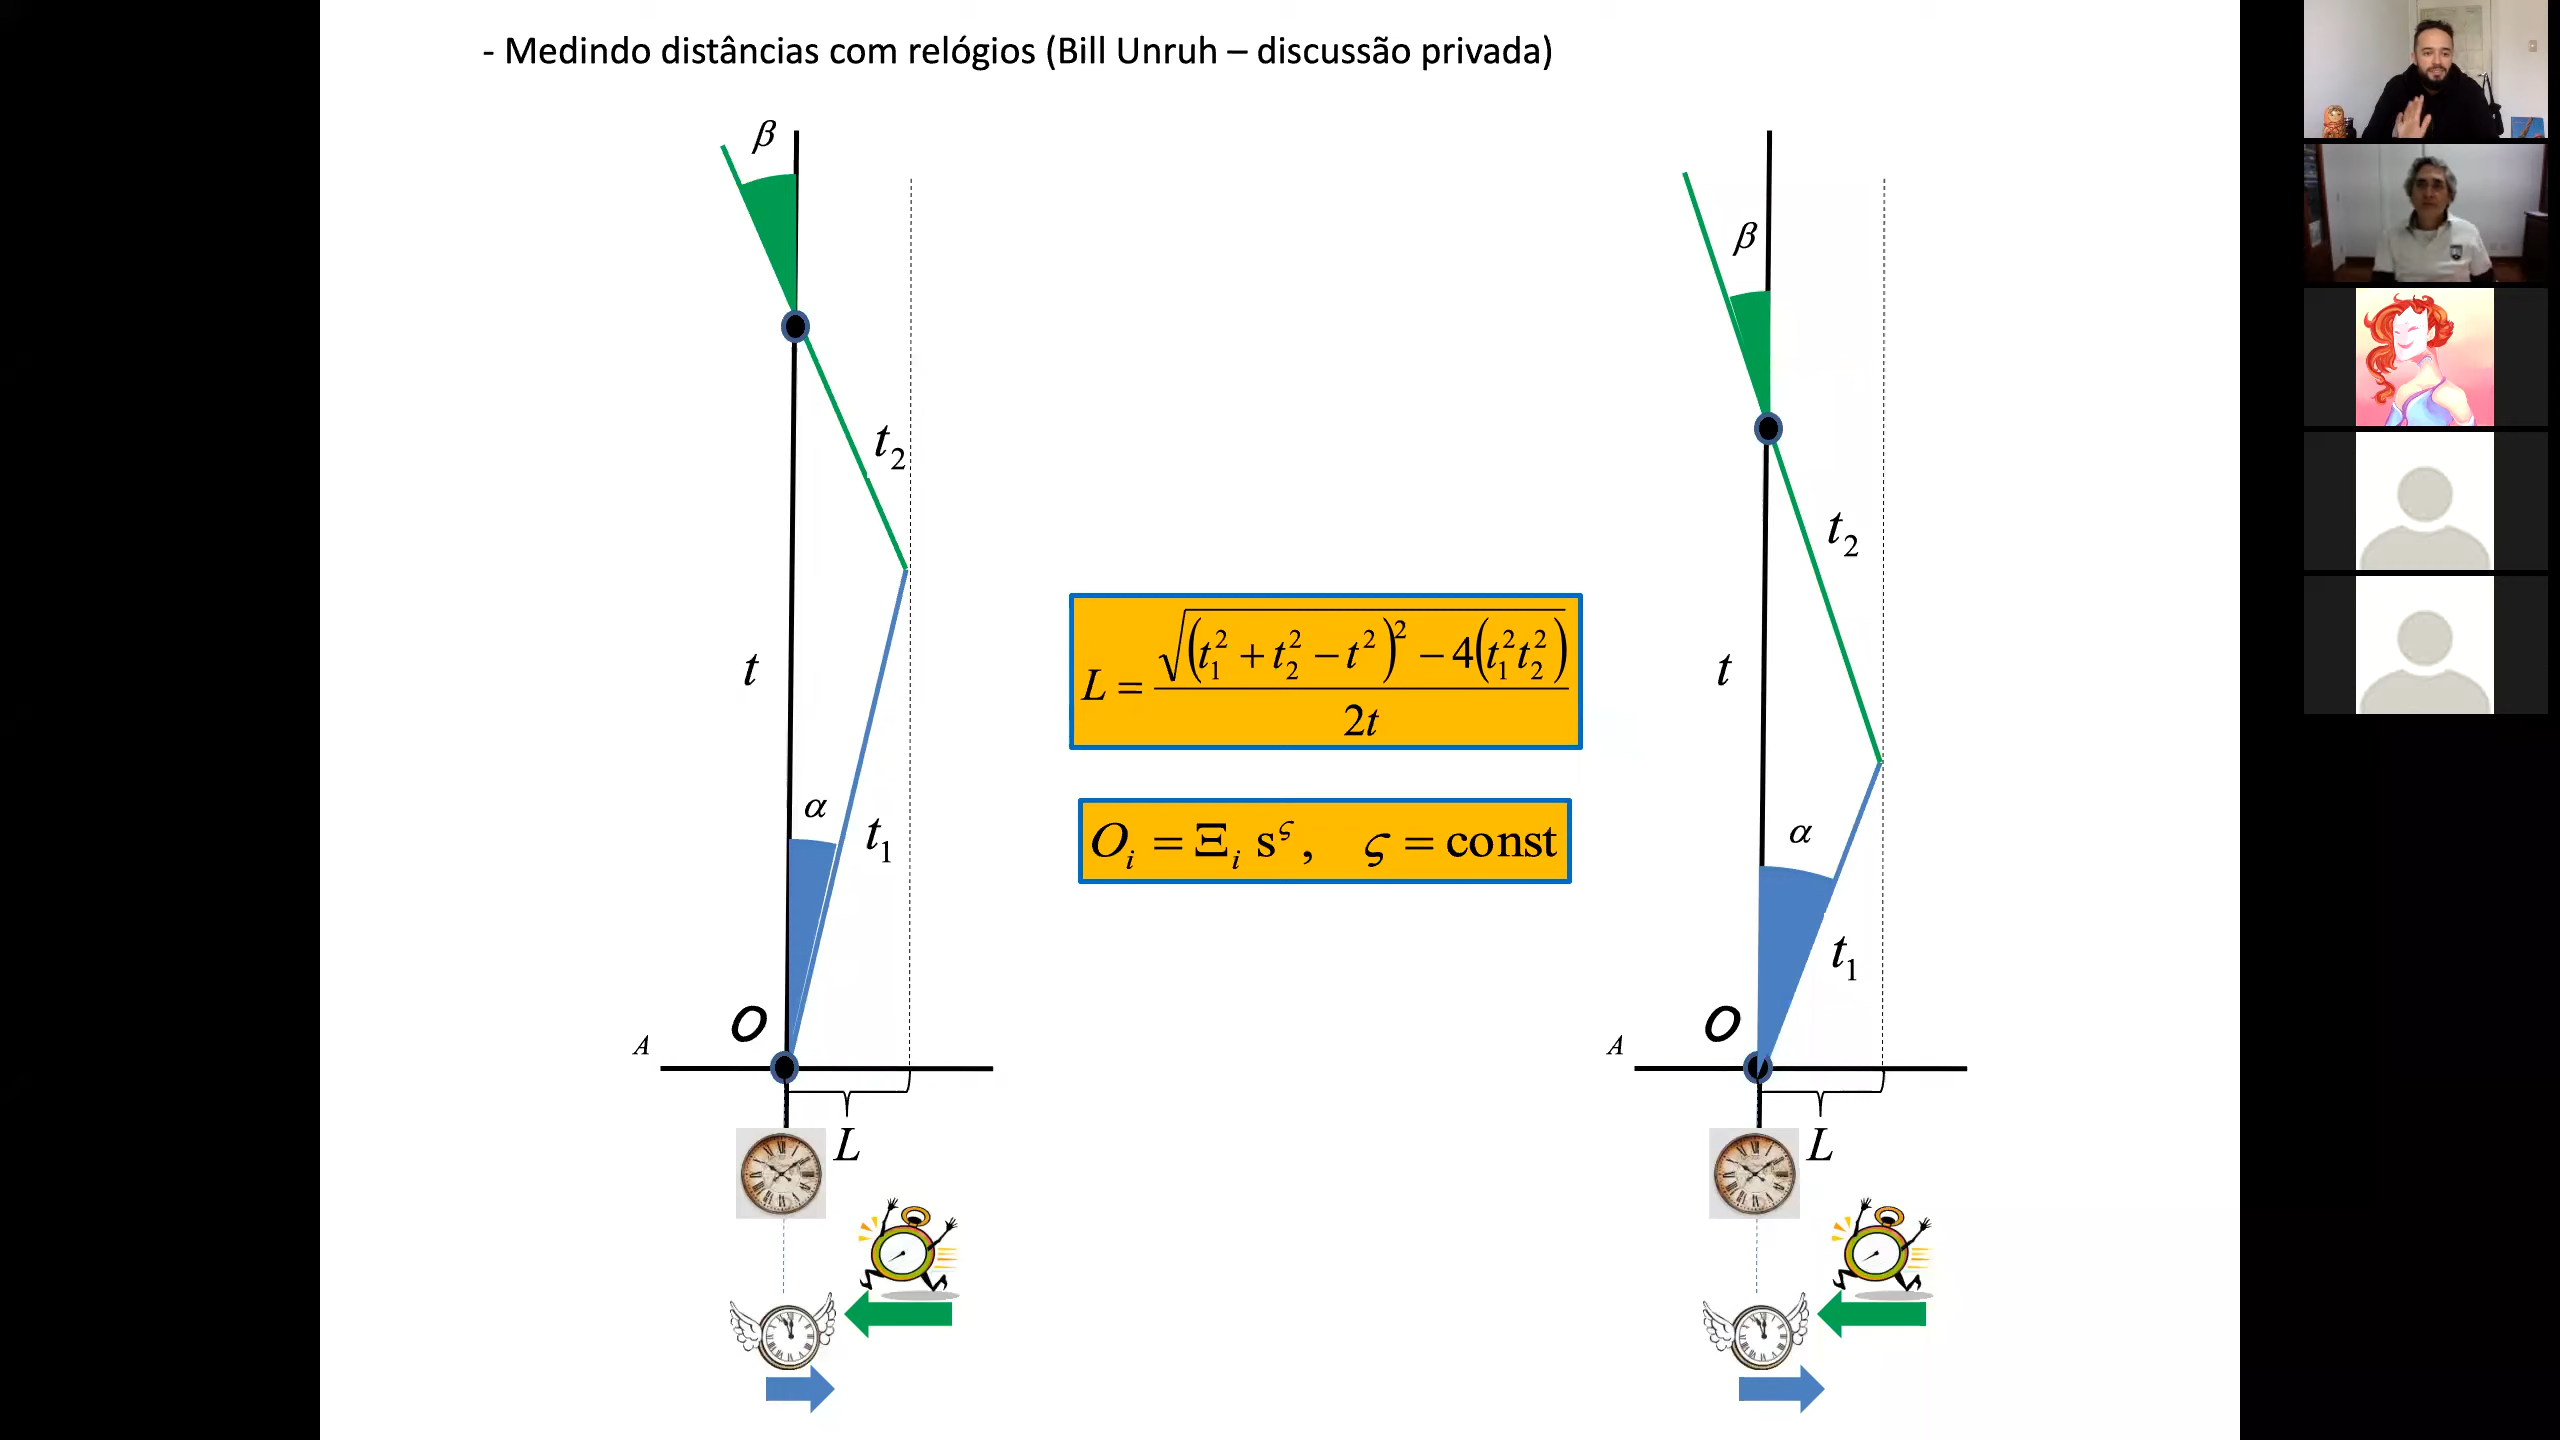 - Medindo distâncias com relógios (Bill Unruh – discussão privada)
β
t₂
t
α
t₁
O
A
L
L = √((t₁² + t₂² − t²)² − 4(t₁²t₂²)) / 2t
Oᵢ = Ξᵢ s^ς, ς = const
β
t₂
t
α
t₁
O
A
L